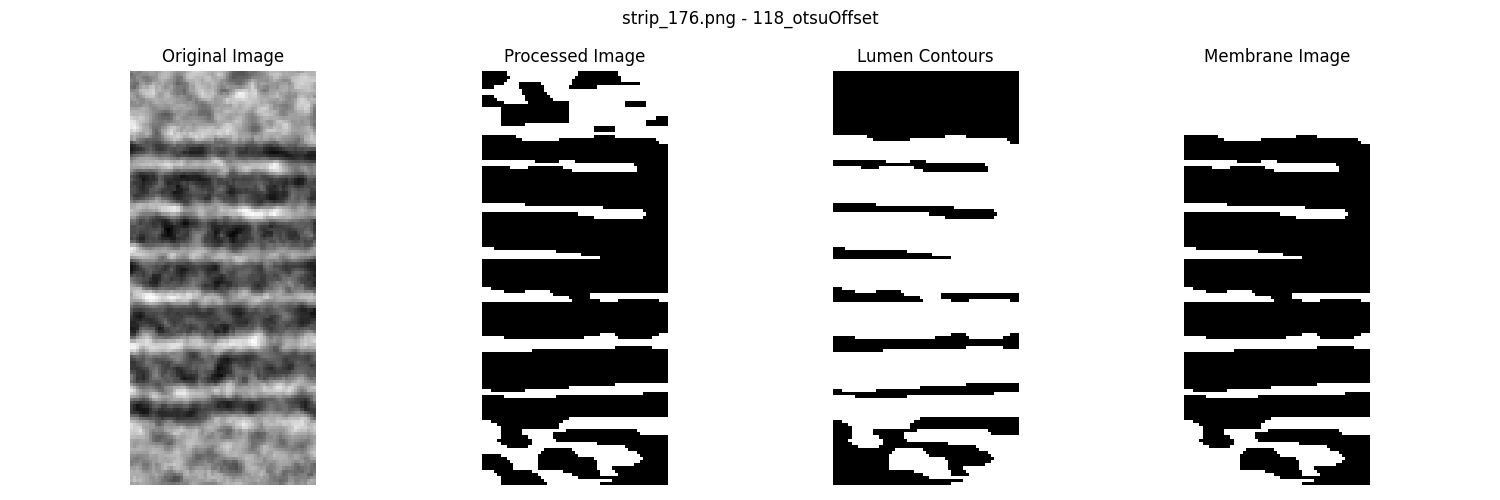 strip_176.png - 118_otsuOffset
Original Image
Processed Image
Lumen Contours
Membrane Image